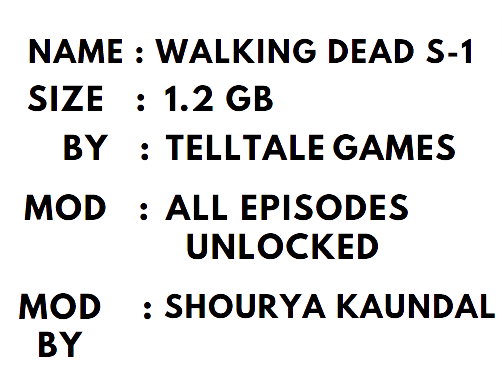 NAME : WALKING DEAD S-1
SIZE : 1.2 GB
BY : TELLTALE GAMES
MOD : ALL EPISODES
UNLOCKED
MOD : SHOURYA KAUNDAL
BY